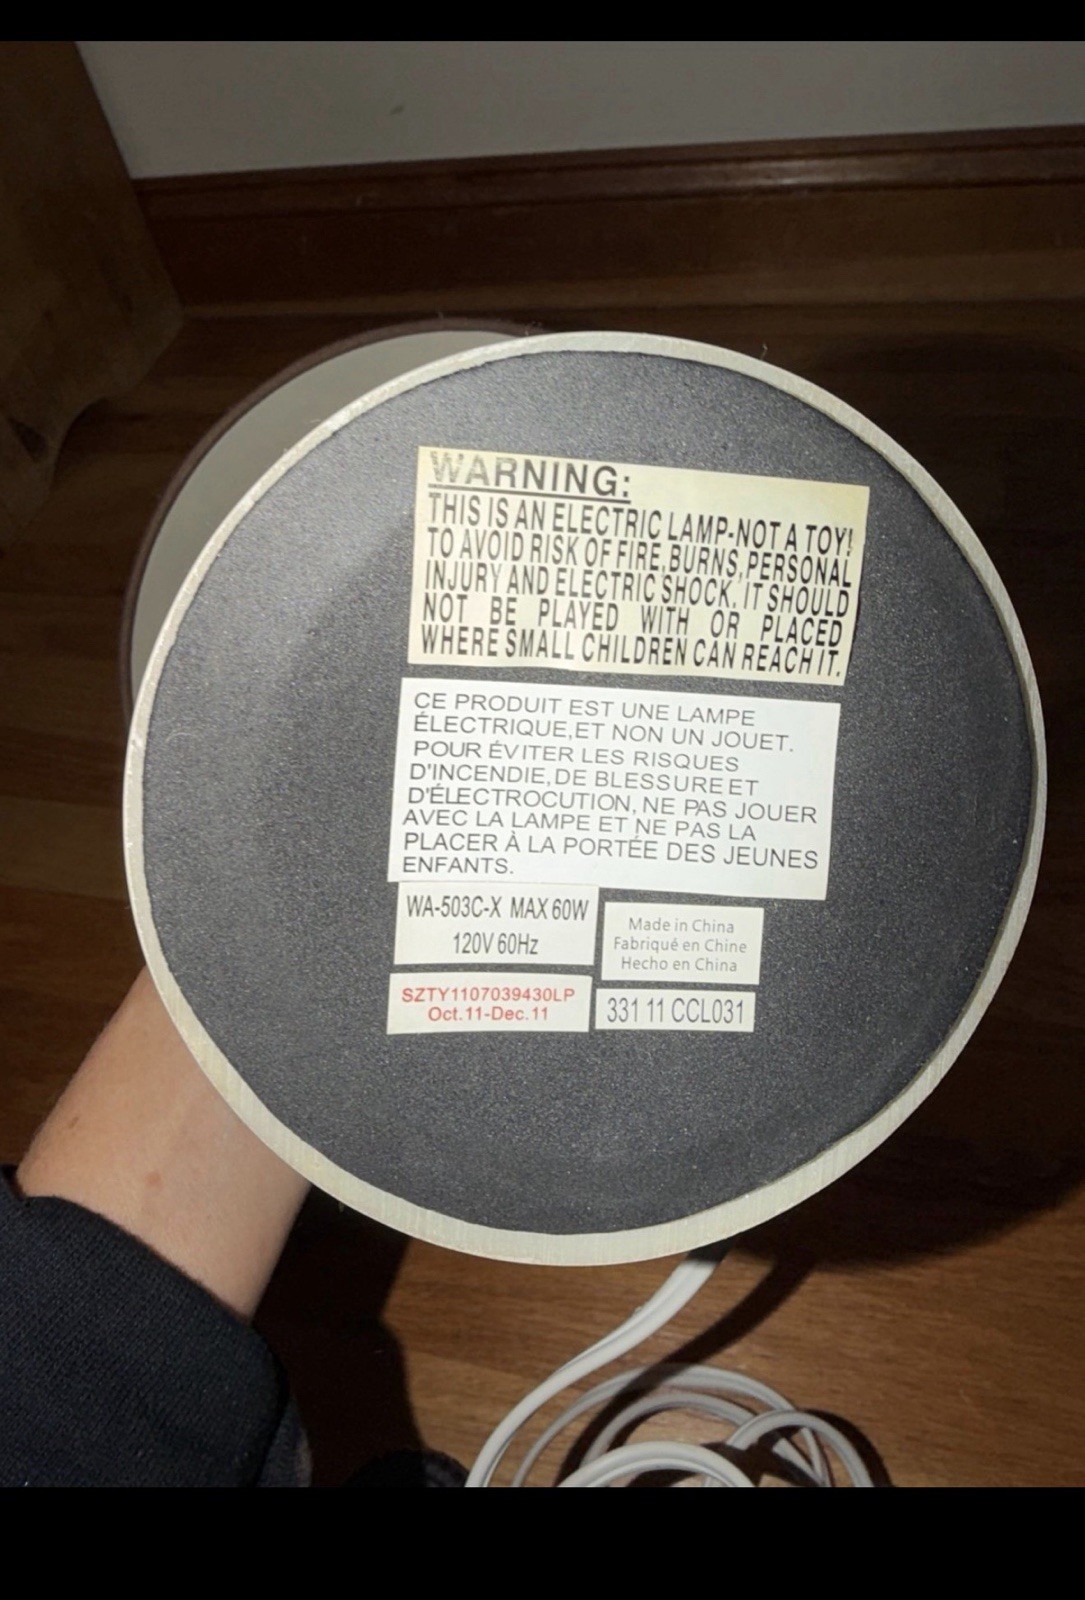 WARNING:
THIS IS AN ELECTRIC LAMP-NOT A TOY!
TO AVOID RISK OF FIRE,BURNS,PERSONAL
INJURY AND ELECTRIC SHOCK. IT SHOULD
NOT BE PLAYED WITH OR PLACED
WHERE SMALL CHILDREN CAN REACH IT.
CE PRODUIT EST UNE LAMPE
ÉLECTRIQUE,ET NON UN JOUET.
POUR ÉVITER LES RISQUES
D'INCENDIE,DE BLESSURE ET
D'ÉLECTROCUTION, NE PAS JOUER
AVEC LA LAMPE ET NE PAS LA
PLACER À LA PORTÉE DES JEUNES
ENFANTS.
WA-503C-X MAX 60W
120V 60Hz
Made in China
Fabriqué en Chine
Hecho en China
SZTY1107039430LP
Oct.11-Dec.11
331 11 CCL031